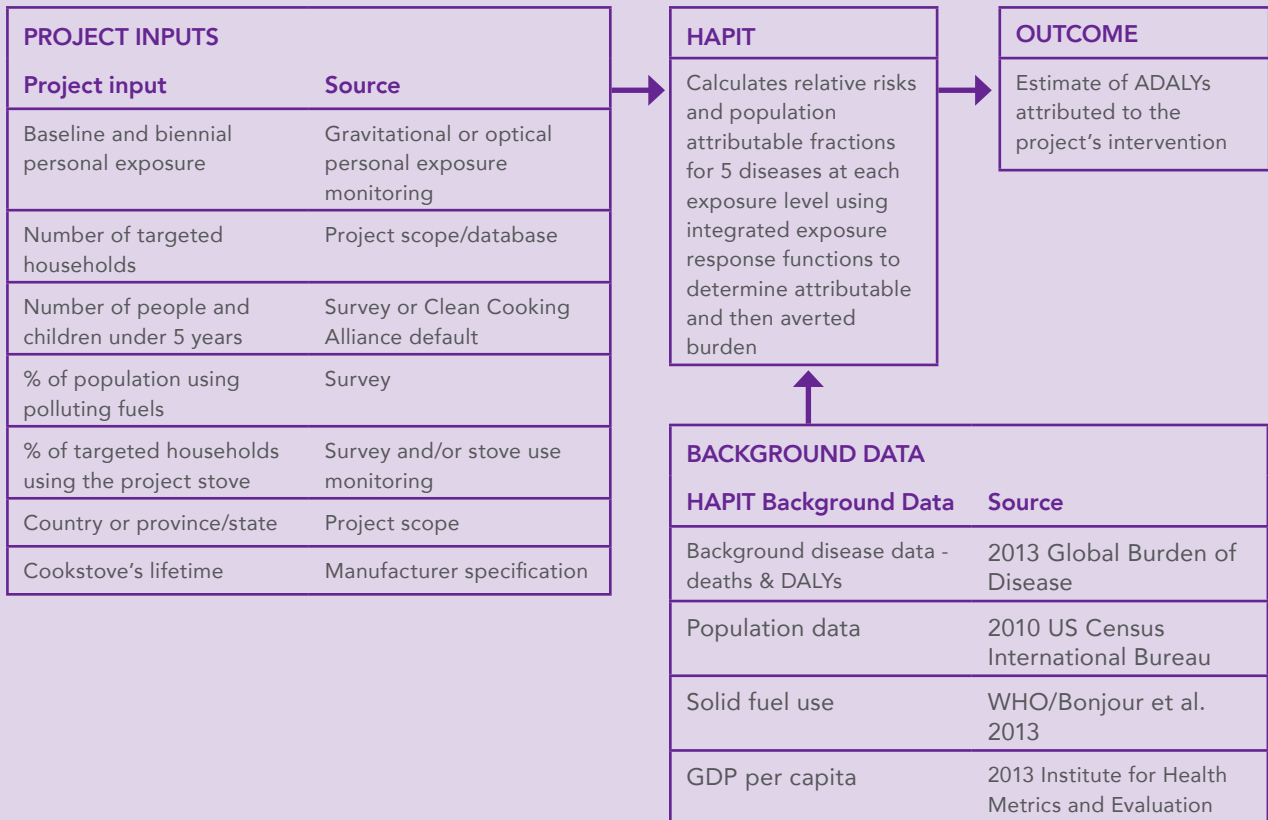 PROJECT INPUTS
Project input Source
Baseline and biennial Gravitational or optical
personal exposure personal exposure
monitoring
Number of targeted Project scope/database
households
Number of people and Survey or Clean Cooking
children under 5 years Alliance default
% of population using Survey
polluting fuels
% of targeted households Survey and/or stove use
using the project stove monitoring
Country or province/state Project scope
Cookstove’s lifetime Manufacturer specification
HAPIT
Calculates relative risks
and population
attributable fractions
for 5 diseases at each
exposure level using
integrated exposure
response functions to
determine attributable
and then averted
burden
OUTCOME
Estimate of ADALYs
attributed to the
project’s intervention
BACKGROUND DATA
HAPIT Background Data Source
Background disease data - 2013 Global Burden of
deaths & DALYs Disease
Population data 2010 US Census
International Bureau
Solid fuel use WHO/Bonjour et al.
2013
GDP per capita 2013 Institute for Health
Metrics and Evaluation